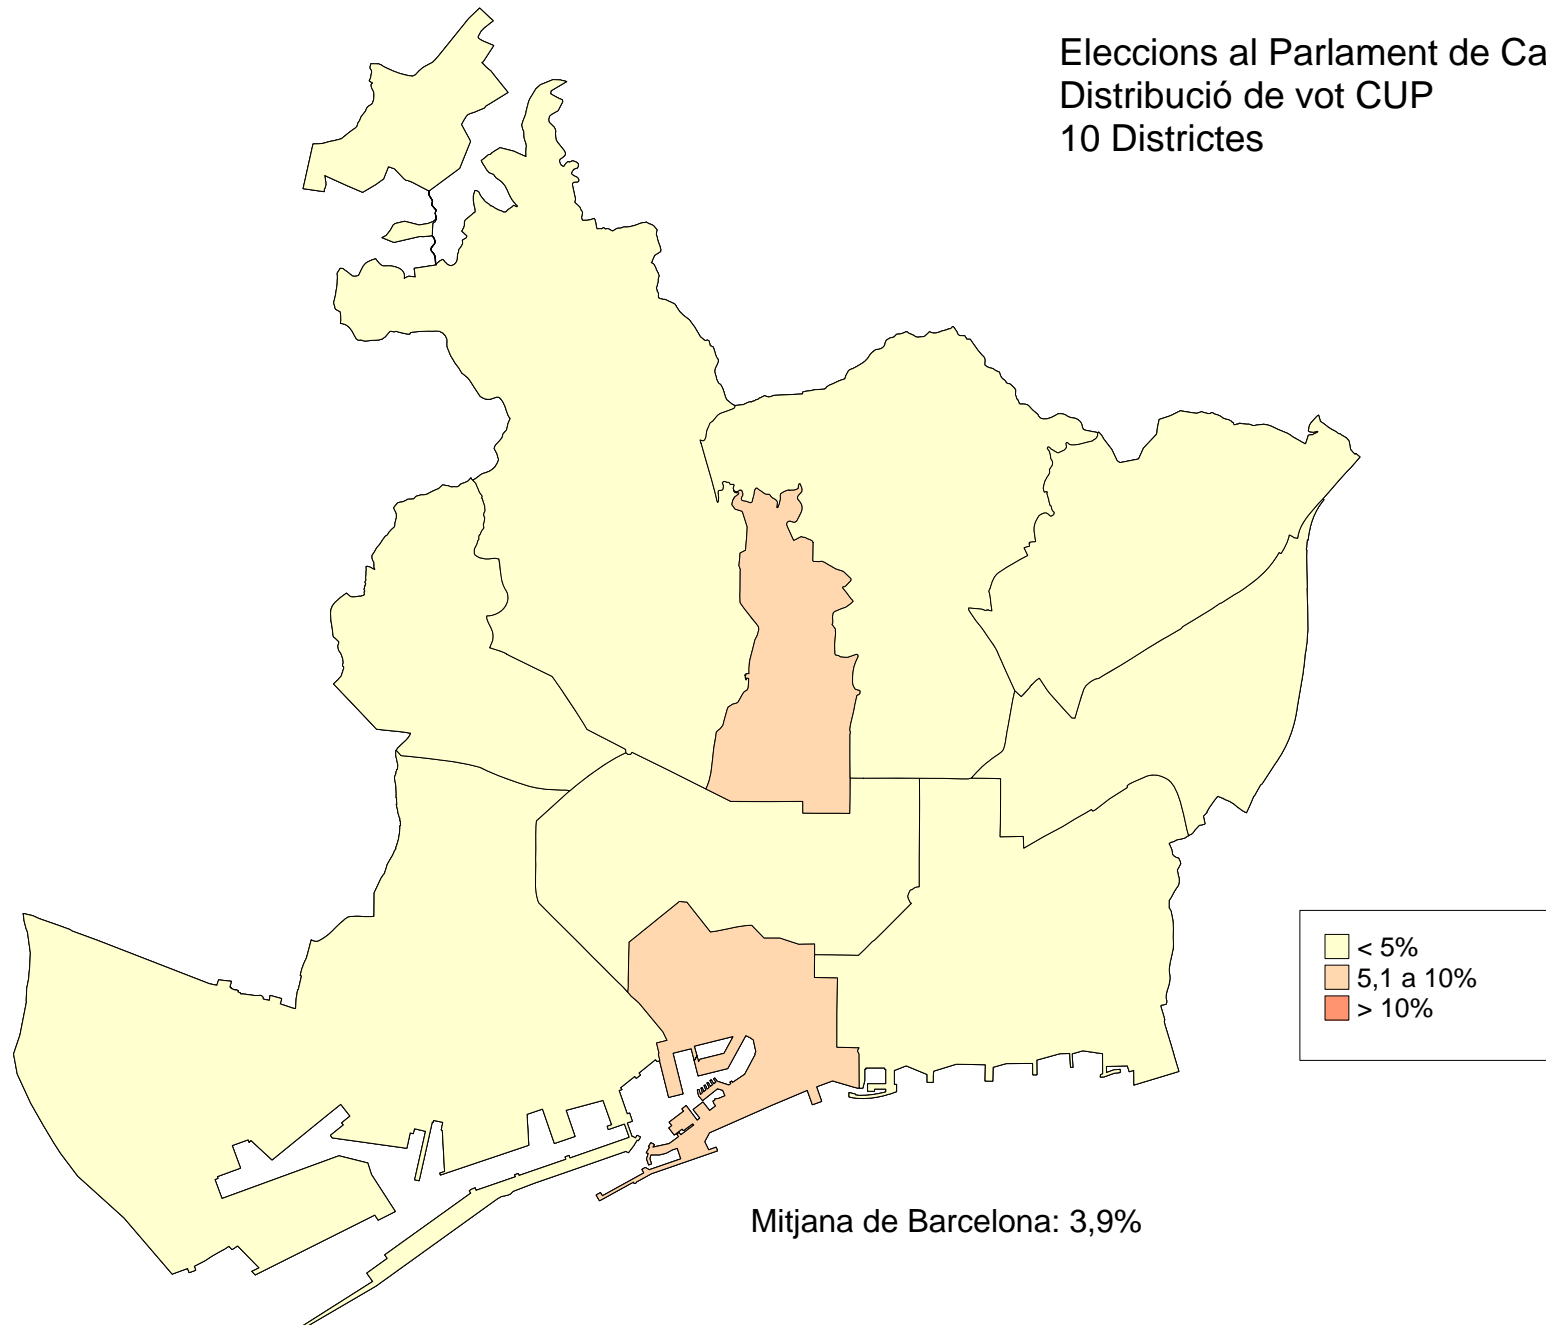 Eleccions al Parlament de Ca
Distribució de vot CUP
10 Districtes
< 5%
5,1 a 10%
> 10%
Mitjana de Barcelona: 3,9%